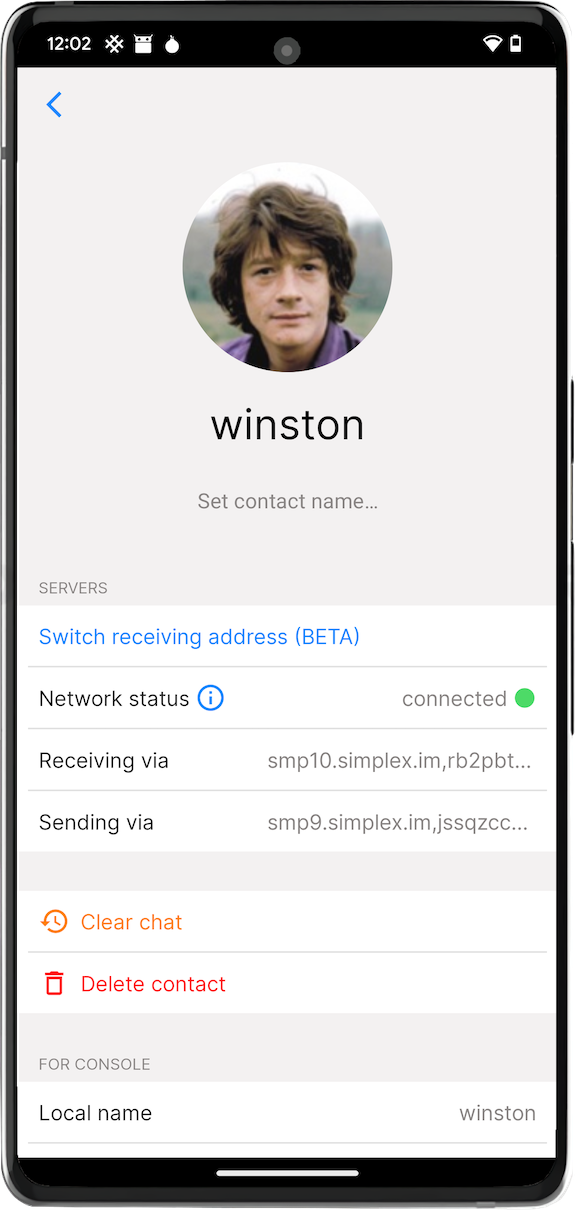 12:02
winston
Set contact name...
SERVERS
Switch receiving address (BETA)
Network status connected
Receiving via smp10.simplex.im,rb2pbt...
Sending via smp9.simplex.im,jssqzcc...
Clear chat
Delete contact
FOR CONSOLE
Local name winston